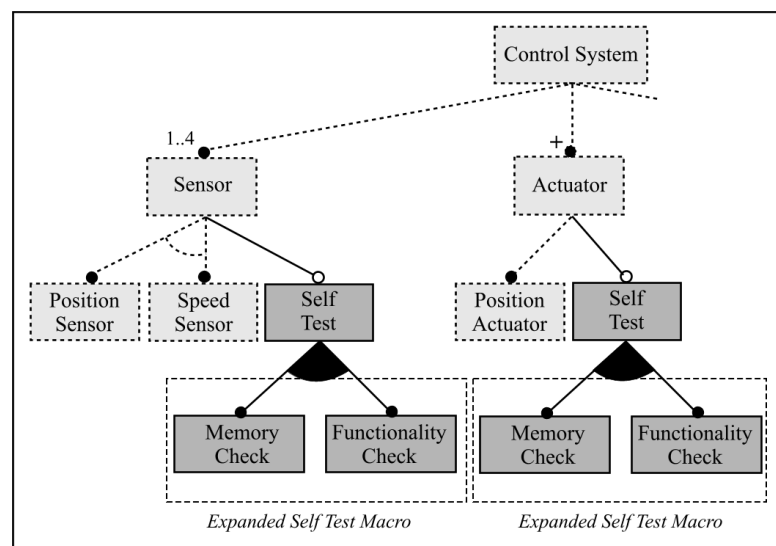 Control System
1..4
+
Sensor
Actuator
Position
Sensor
Speed
Sensor
Self
Test
Position
Actuator
Self
Test
Memory
Check
Functionality
Check
Memory
Check
Functionality
Check
Expanded Self Test Macro
Expanded Self Test Macro